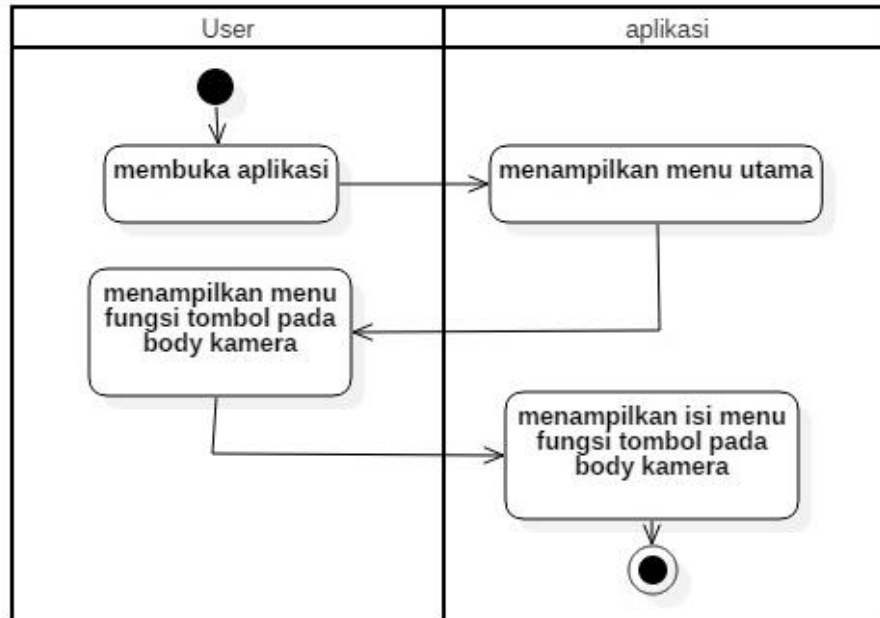 User
aplikasi
membuka aplikasi
menampilkan menu utama
menampilkan menu
fungsi tombol pada
body kamera
menampilkan isi menu
fungsi tombol pada
body kamera